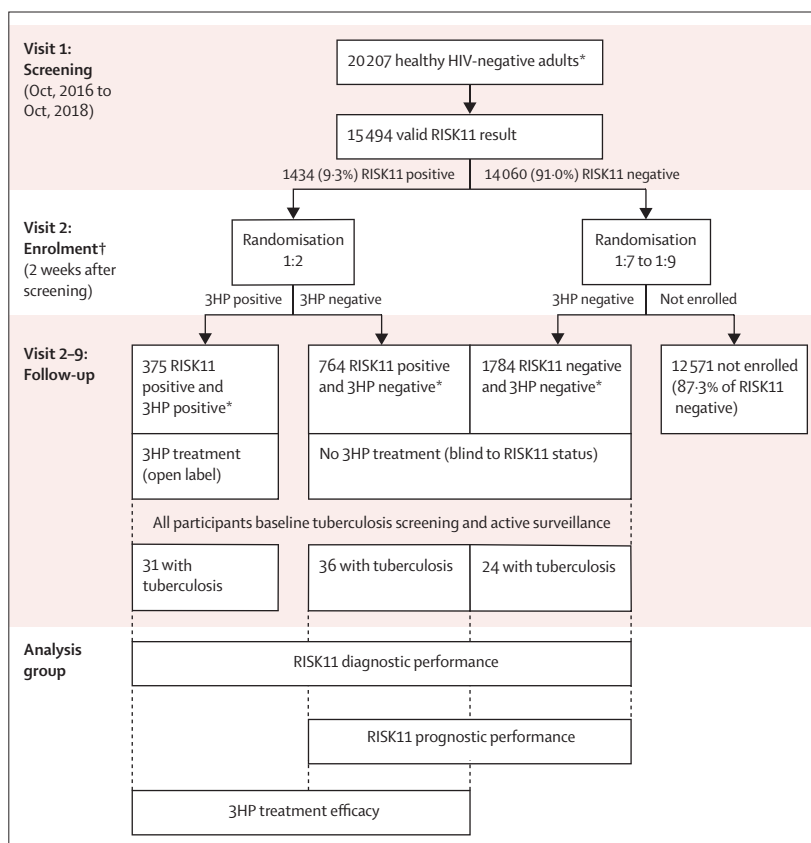 Visit 1:
Screening
(Oct, 2016 to
Oct, 2018)
20 207 healthy HIV-negative adults*
15 494 valid RISK11 result
1434 (9·3%) RISK11 positive
14 060 (91·0%) RISK11 negative
Visit 2:
Enrolment†
(2 weeks after
screening)
Randomisation
1:2
Randomisation
1:7 to 1:9
3HP positive
3HP negative
3HP negative
Not enrolled
Visit 2–9:
Follow-up
375 RISK11
positive and
3HP positive*
764 RISK11 positive
and 3HP negative*
1784 RISK11 negative
and 3HP negative*
12 571 not enrolled
(87·3% of RISK11
negative)
3HP treatment
(open label)
No 3HP treatment (blind to RISK11 status)
All participants baseline tuberculosis screening and active surveillance
31 with
tuberculosis
36 with tuberculosis
24 with tuberculosis
Analysis
group
RISK11 diagnostic performance
RISK11 prognostic performance
3HP treatment efficacy